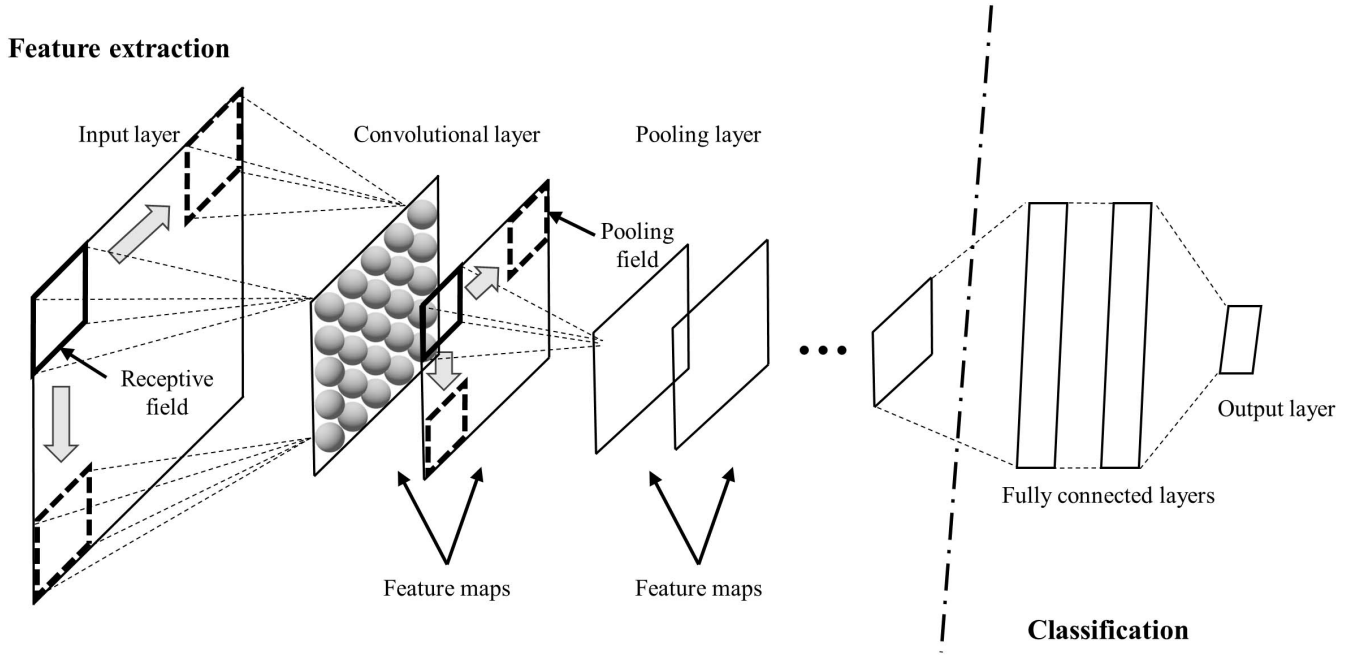 Feature extraction
Input layer
Convolutional layer
Pooling layer
Pooling
field
Receptive
field
Output layer
Fully connected layers
Feature maps
Feature maps
Classification